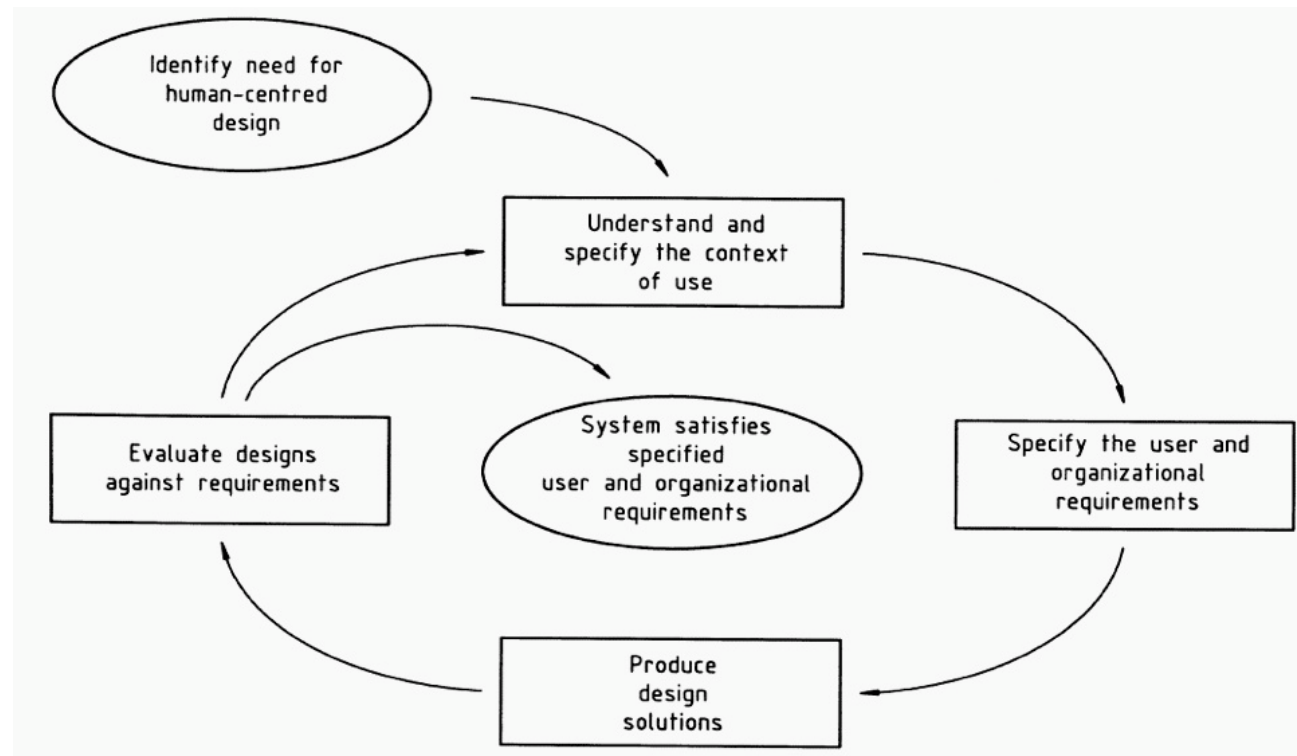 Identify need for
human-centred
design
Understand and
specify the context
of use
Evaluate designs
against requirements
System satisfies
specified
user and organizational
requirements
Specify the user and
organizational
requirements
Produce
design
solutions